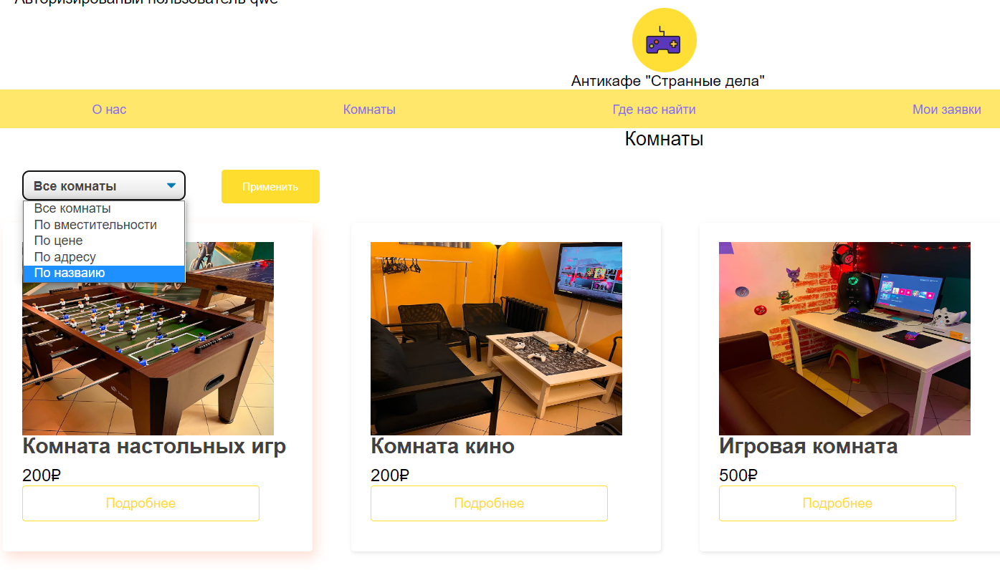 Авторизированый пользователь qwe
Антикафе "Странные дела"
О нас
Комнаты
Где нас найти
Мои заявки
Комнаты
Все комнаты
Применить
Все комнаты
По вместительности
По цене
По адресу
По назваию
Комната настольных игр
200₽
Подробнее
Комната кино
200₽
Подробнее
Игровая комната
500₽
Подробнее